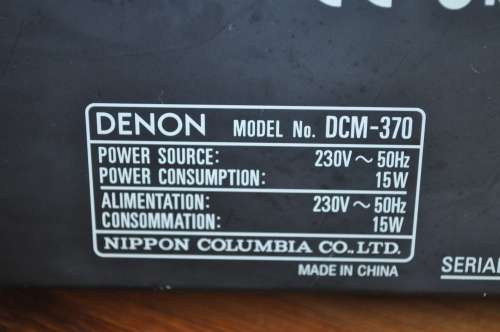 DENON MODEL No. DCM-370
POWER SOURCE: 230V ~ 50Hz
POWER CONSUMPTION: 15W
ALIMENTATION: 230V ~ 50Hz
CONSOMMATION: 15W
NIPPON COLUMBIA CO., LTD.
MADE IN CHINA
SERIAL